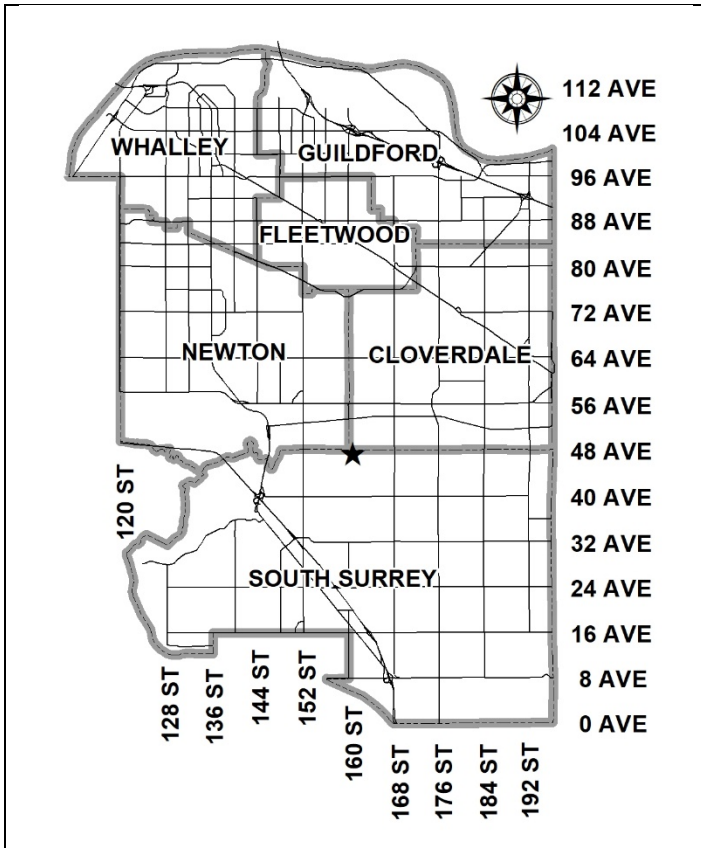 112 AVE
104 AVE
WHALLEY
GUILDFORD
96 AVE
88 AVE
FLEETWOOD
80 AVE
72 AVE
NEWTON
CLOVERDALE
64 AVE
56 AVE
48 AVE
120 ST
40 AVE
32 AVE
SOUTH SURREY
24 AVE
16 AVE
8 AVE
0 AVE
128 ST
136 ST
144 ST
152 ST
160 ST
168 ST
176 ST
184 ST
192 ST